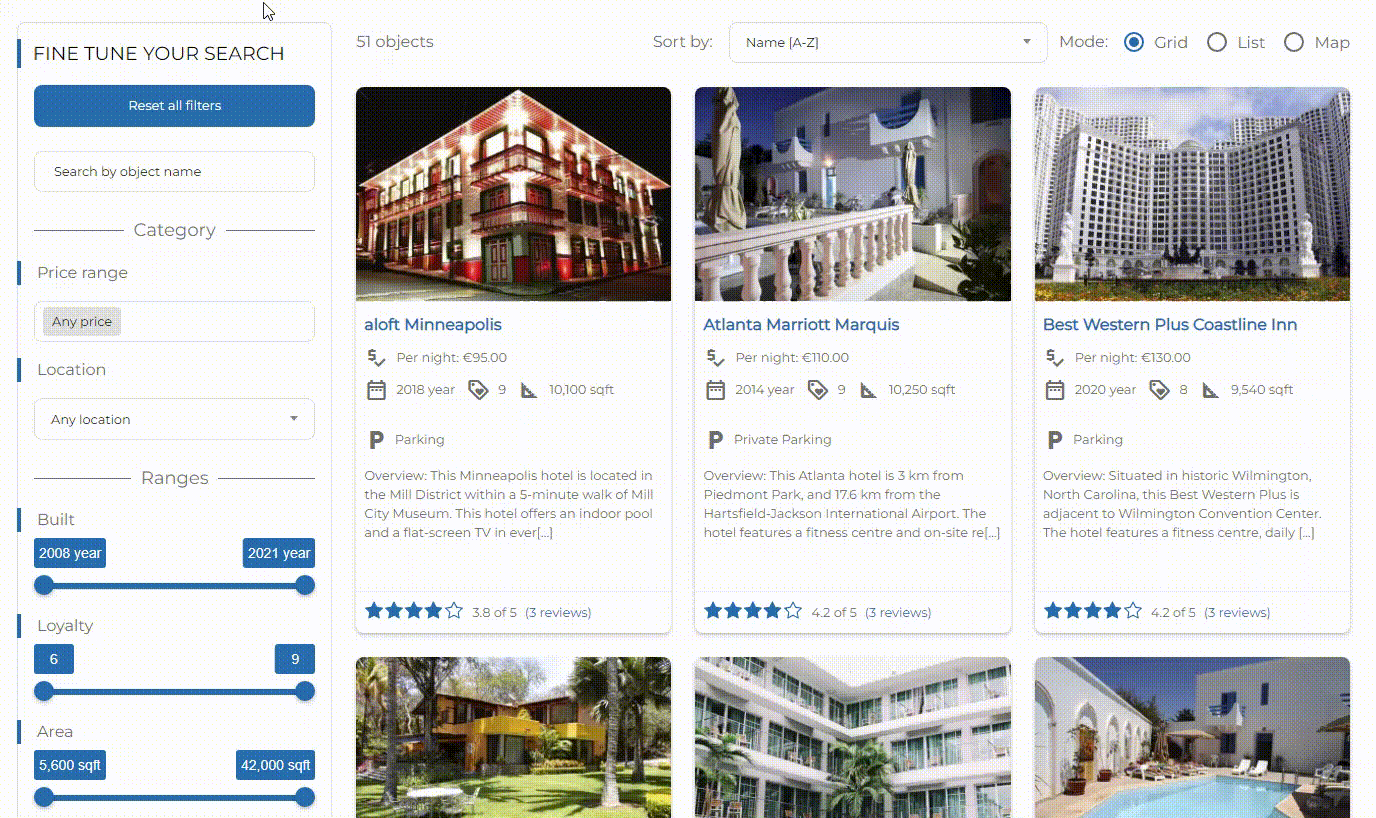 FINE TUNE YOUR SEARCH
Reset all filters
Search by object name
Category
Price range
Any price
Location
Any location
Ranges
Built
2008 year 2021 year
Loyalty
6 9
Area
5,600 sqft 42,000 sqft
51 objects Sort by: Name [A-Z] Mode: Grid List Map
aloft Minneapolis
Per night: €95.00
2018 year 9 10,100 sqft
P Parking
Overview: This Minneapolis hotel is located in
the Mill District within a 5-minute walk of Mill
City Museum. This hotel offers an indoor pool
and a flat-screen TV in ever[...]
3.8 of 5 (3 reviews)
Atlanta Marriott Marquis
Per night: €110.00
2014 year 9 10,250 sqft
P Private Parking
Overview: This Atlanta hotel is 3 km from
Piedmont Park, and 17.6 km from the
Hartsfield-Jackson International Airport. The
hotel features a fitness centre and on-site re[...]
4.2 of 5 (3 reviews)
Best Western Plus Coastline Inn
Per night: €130.00
2020 year 8 9,540 sqft
P Parking
Overview: Situated in historic Wilmington,
North Carolina, this Best Western Plus is
adjacent to Wilmington Convention Center.
The hotel features a fitness centre, daily [...]
4.2 of 5 (3 reviews)